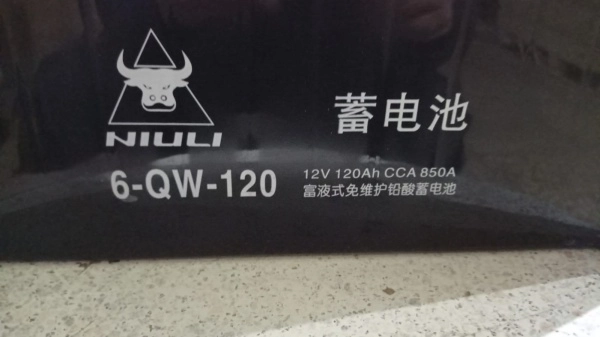 NIULI
蓄电池
6-QW-120
12V 120Ah CCA 850A
富液式免维护铅酸蓄电池